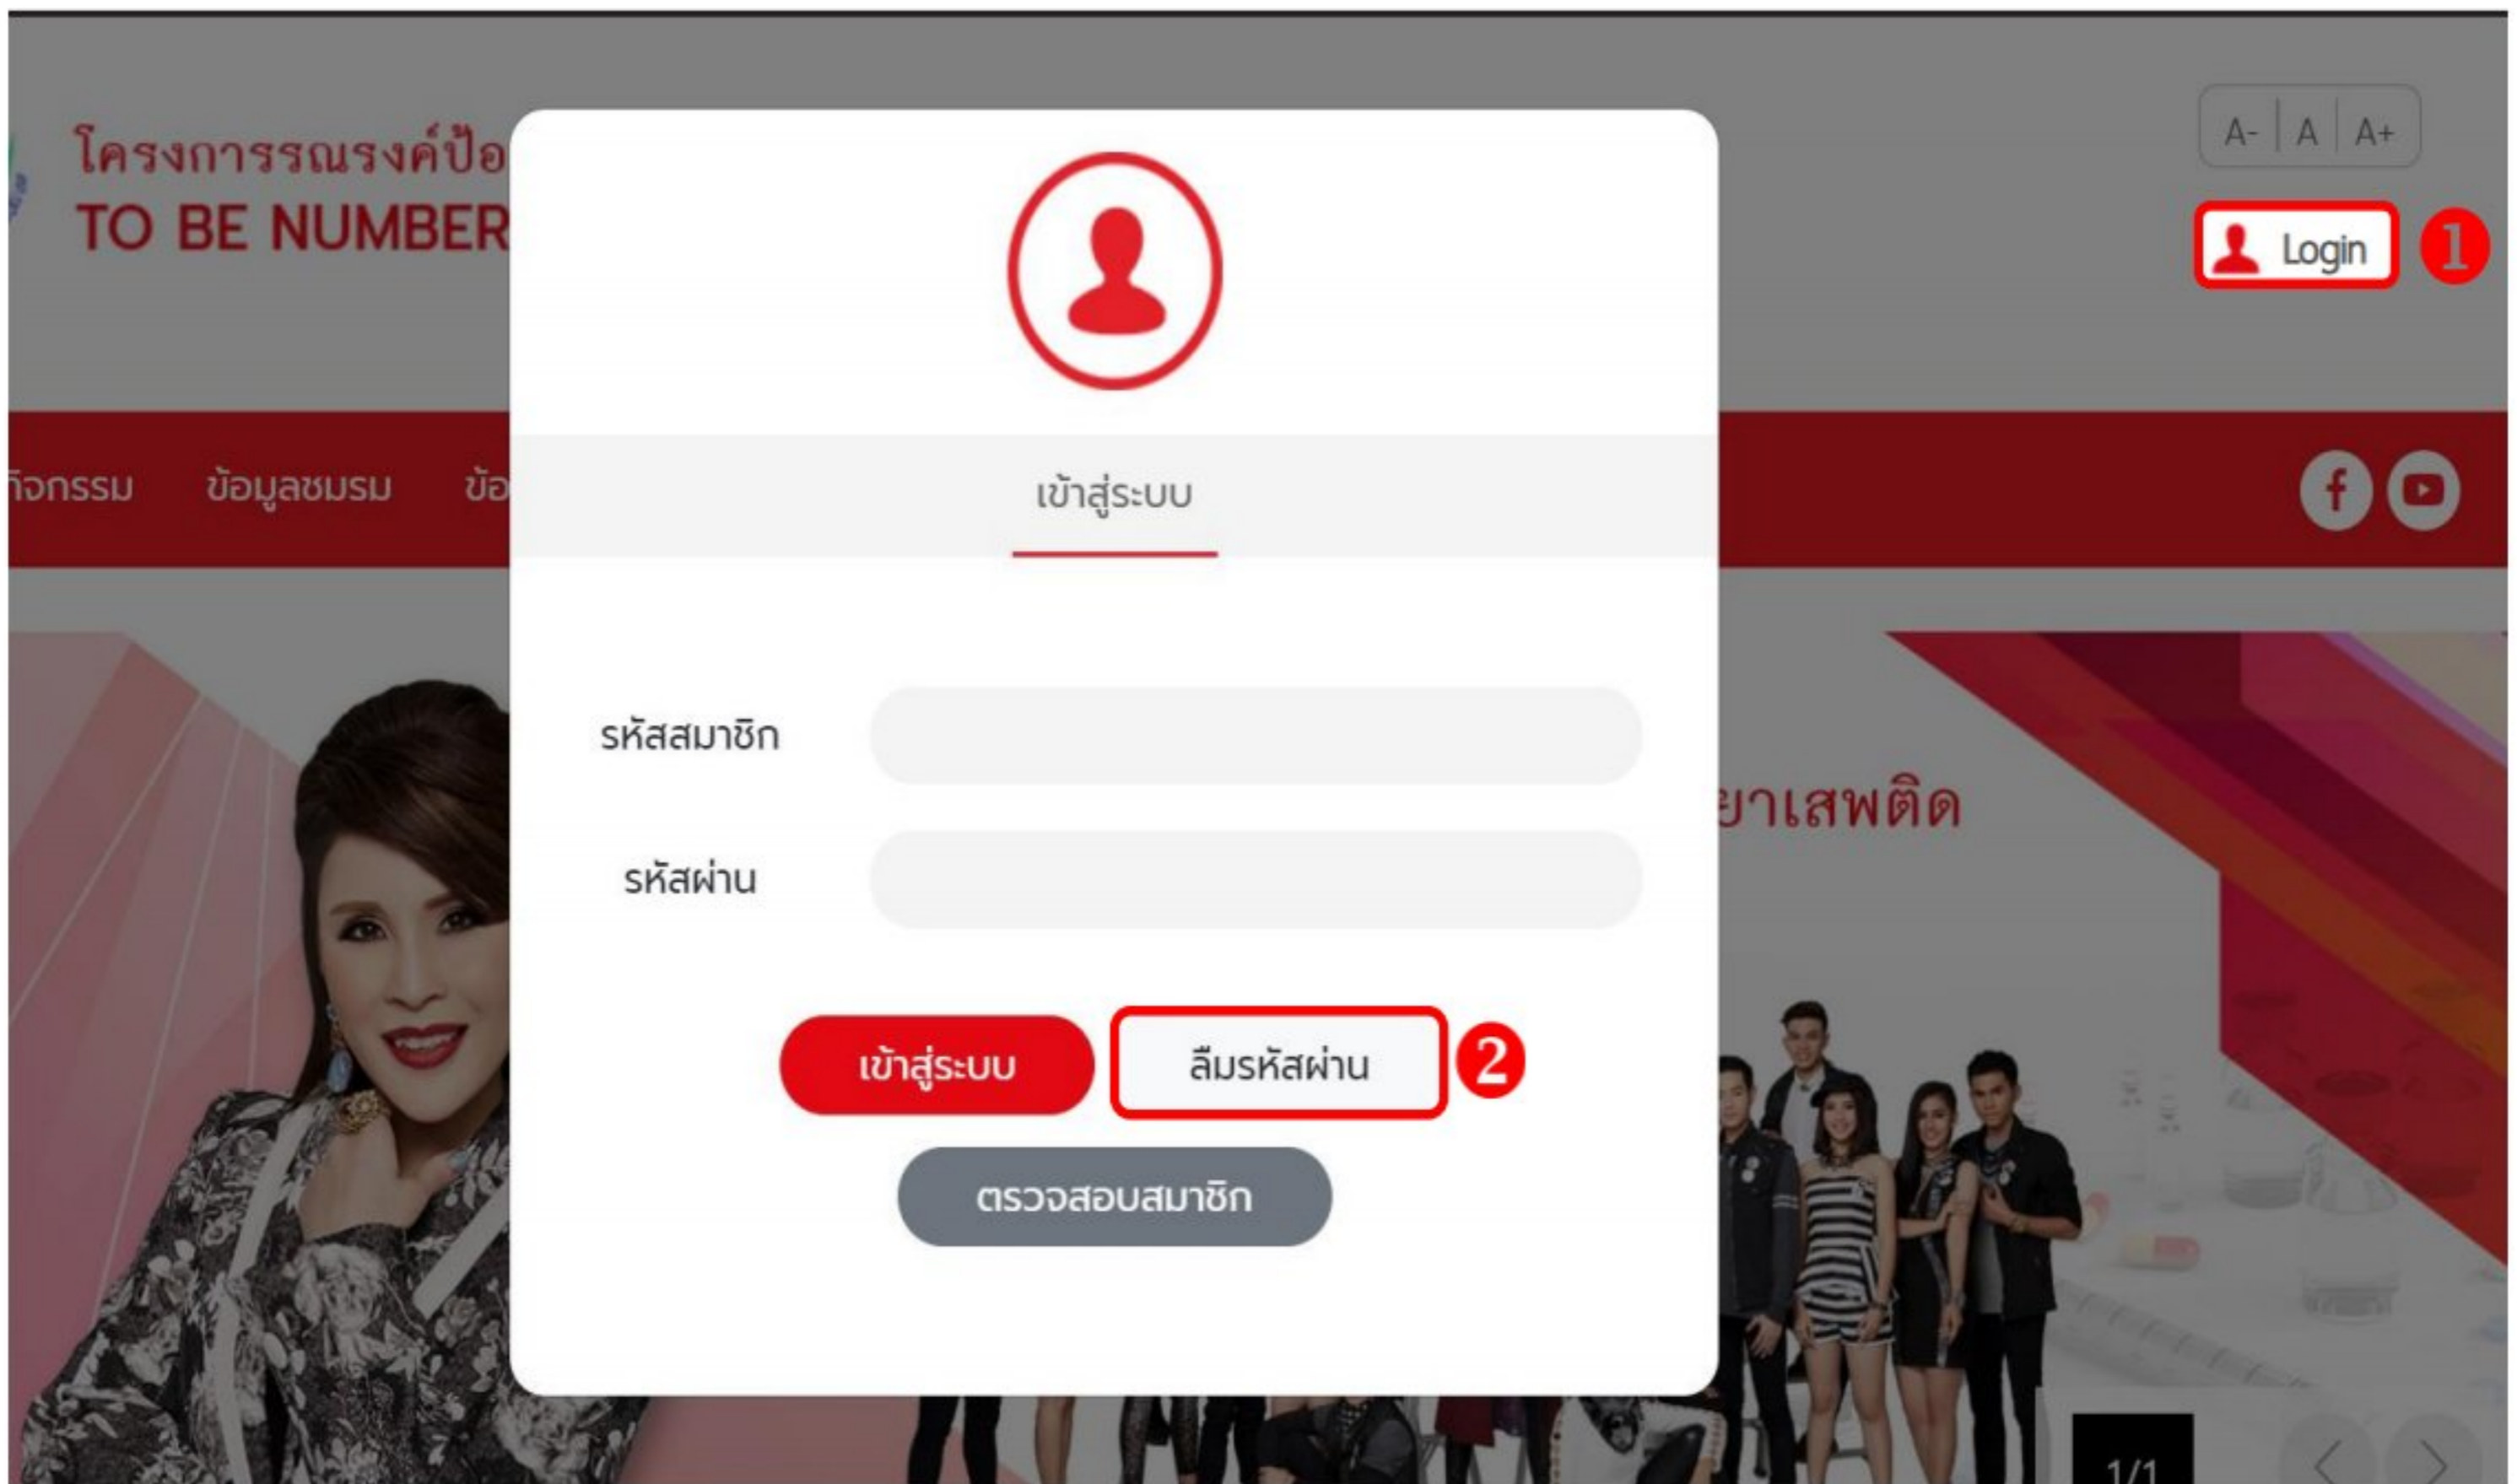 โครงการรณรงค์ป้อ
TO BE NUMBER
A- A A+
Login 1
กิจกรรม ข้อมูลชมรม ข้อ
เข้าสู่ระบบ
รหัสสมาชิก
ยาเสพติด
รหัสผ่าน
เข้าสู่ระบบ ลืมรหัสผ่าน 2
ตรวจสอบสมาชิก
1/1